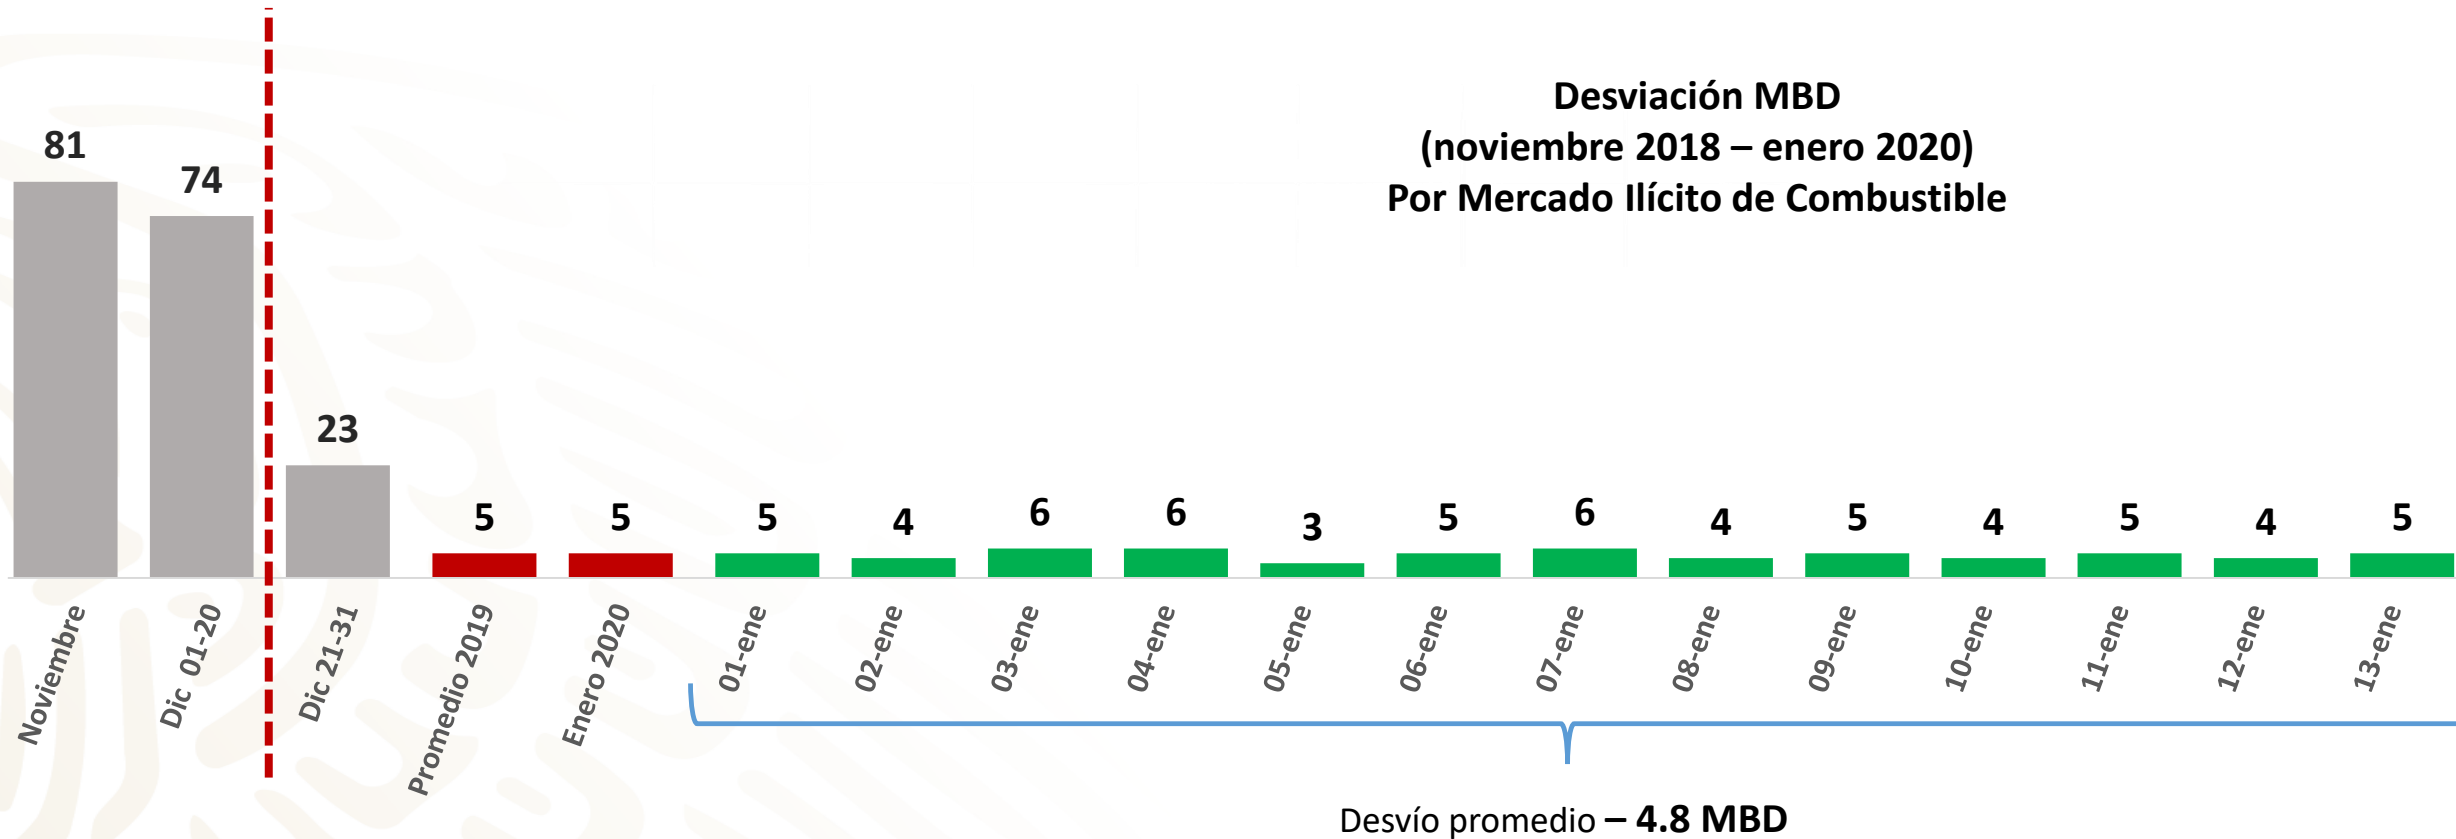 Desviación MBD
(noviembre 2018 – enero 2020)
Por Mercado Ilícito de Combustible
81
74
23
5
5
5
4
6
6
3
5
6
4
5
4
5
4
5
Noviembre
Dic 01-20
Dic 21-31
Promedio 2019
Enero 2020
01-ene
02-ene
03-ene
04-ene
05-ene
06-ene
07-ene
08-ene
09-ene
10-ene
11-ene
12-ene
13-ene
Desvío promedio – 4.8 MBD